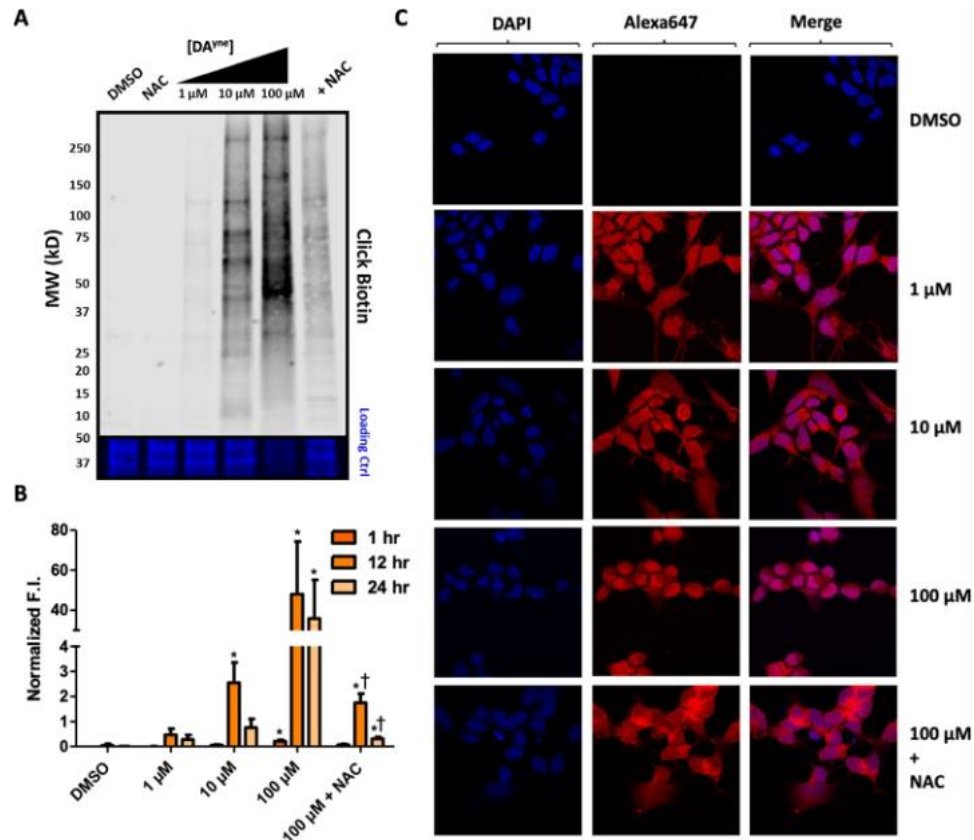 A
[DAyne]
DMSO NAC 1 µM 10 µM 100 µM + NAC
MW (kD)
250
150
100
75
50
37
25
20
15
10
50
37
Click Biotin
Loading Ctrl
B
Normalized F.I.
80
60
40
4
3
2
1
0
1 hr
12 hr
24 hr
*
*
*
*
*†
*†
DMSO 1 µM 10 µM 100 µM 100 µM + NAC
C
DAPI Alexa647 Merge
DMSO
1 µM
10 µM
100 µM
100 µM
+
NAC